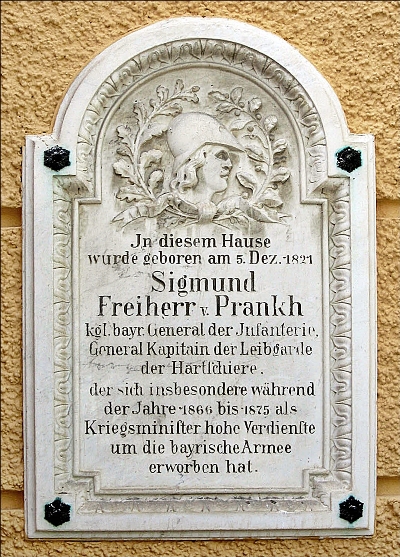 Jn diesem Hause
wurde geboren am 5. Dez. 1821
Sigmund
Freiherr v. Prankh
kgl. bayr. General der Jnfanterie,
General Kapitain der Leibgarde
der Hartſchiere.
der sich insbesondere während
der Jahre 1866 bis 1875 als
Kriegsminiſter hohe Verdienſte
um die bayrische Armee
erworben hat.